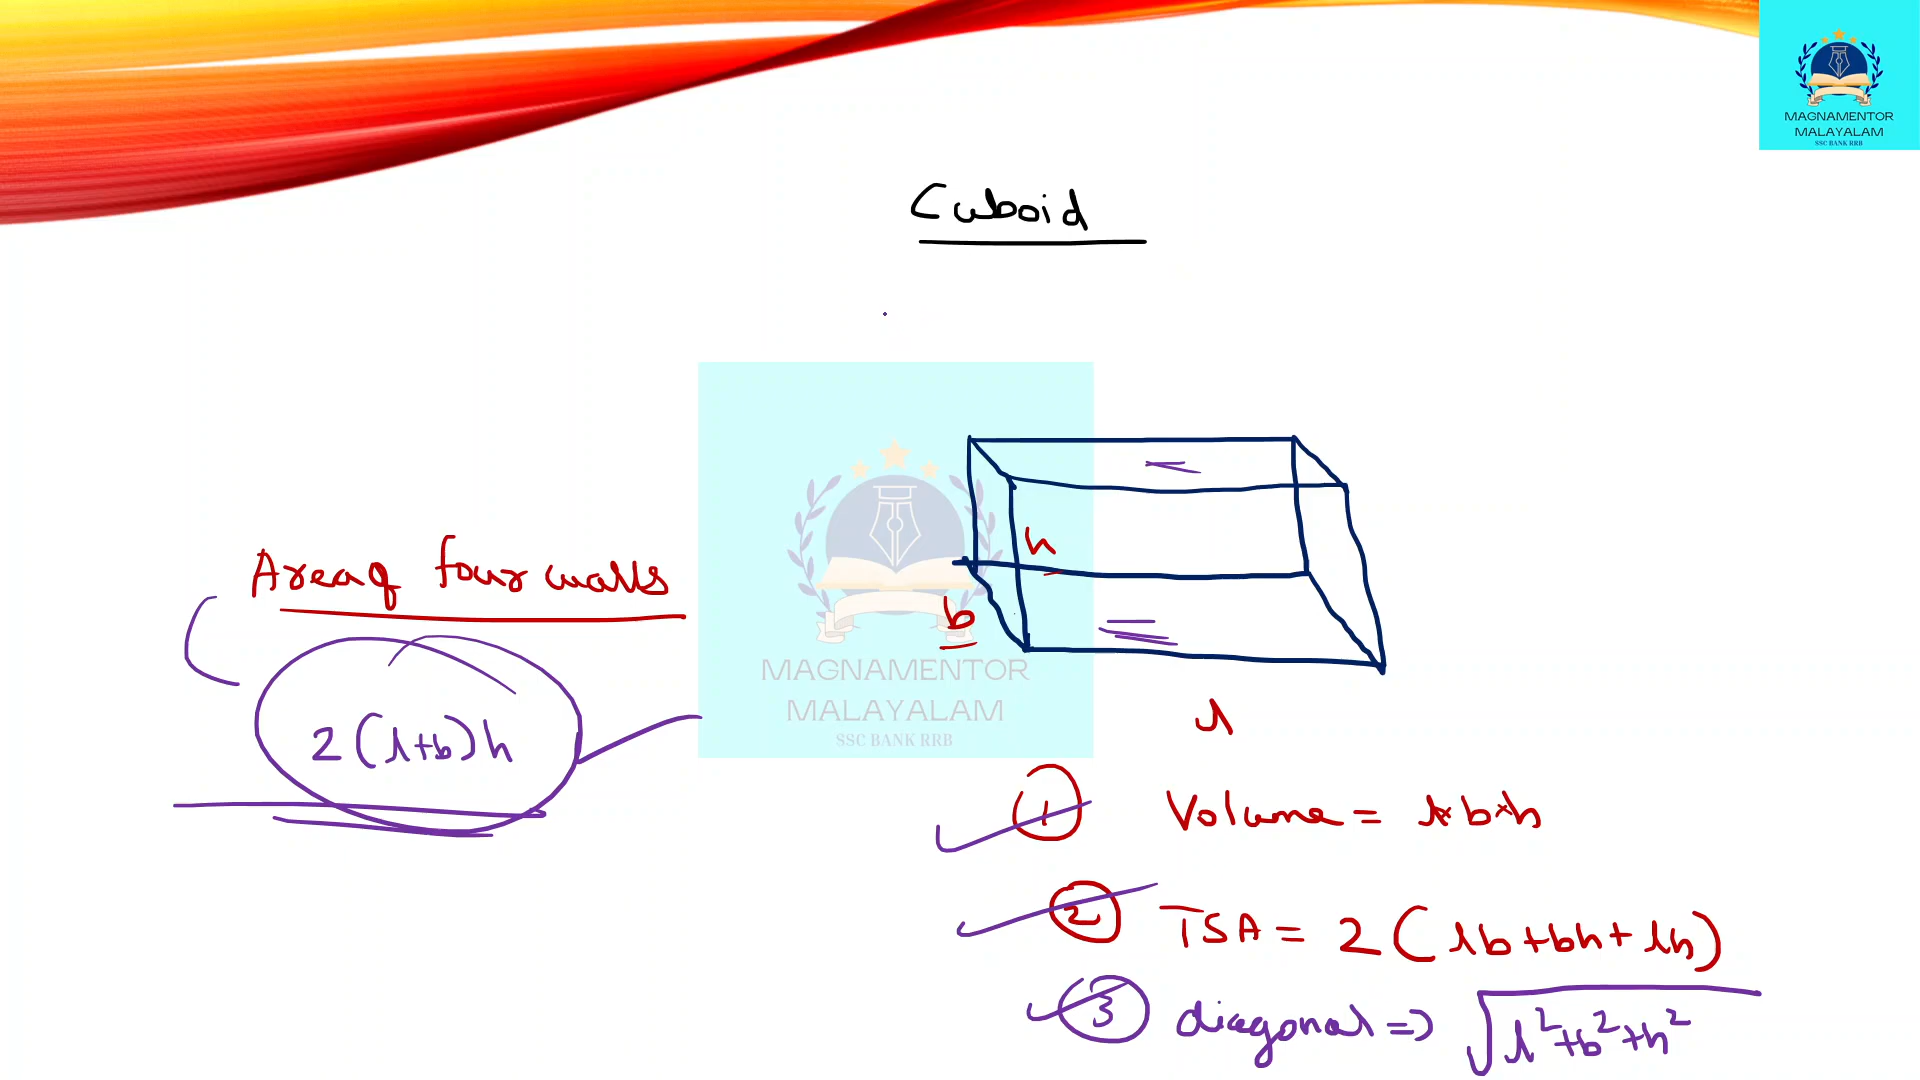 MAGNAMENTOR
MALAYALAM
SSC BANK RRB
Cuboid
h
b
l
Area of four walls
2(l+b)h
MAGNAMENTOR
MALAYALAM
SSC BANK RRB
1 Volume = l×b×h
2 TSA = 2(lb+bh+lh)
3 diagonal => √l²+b²+h²